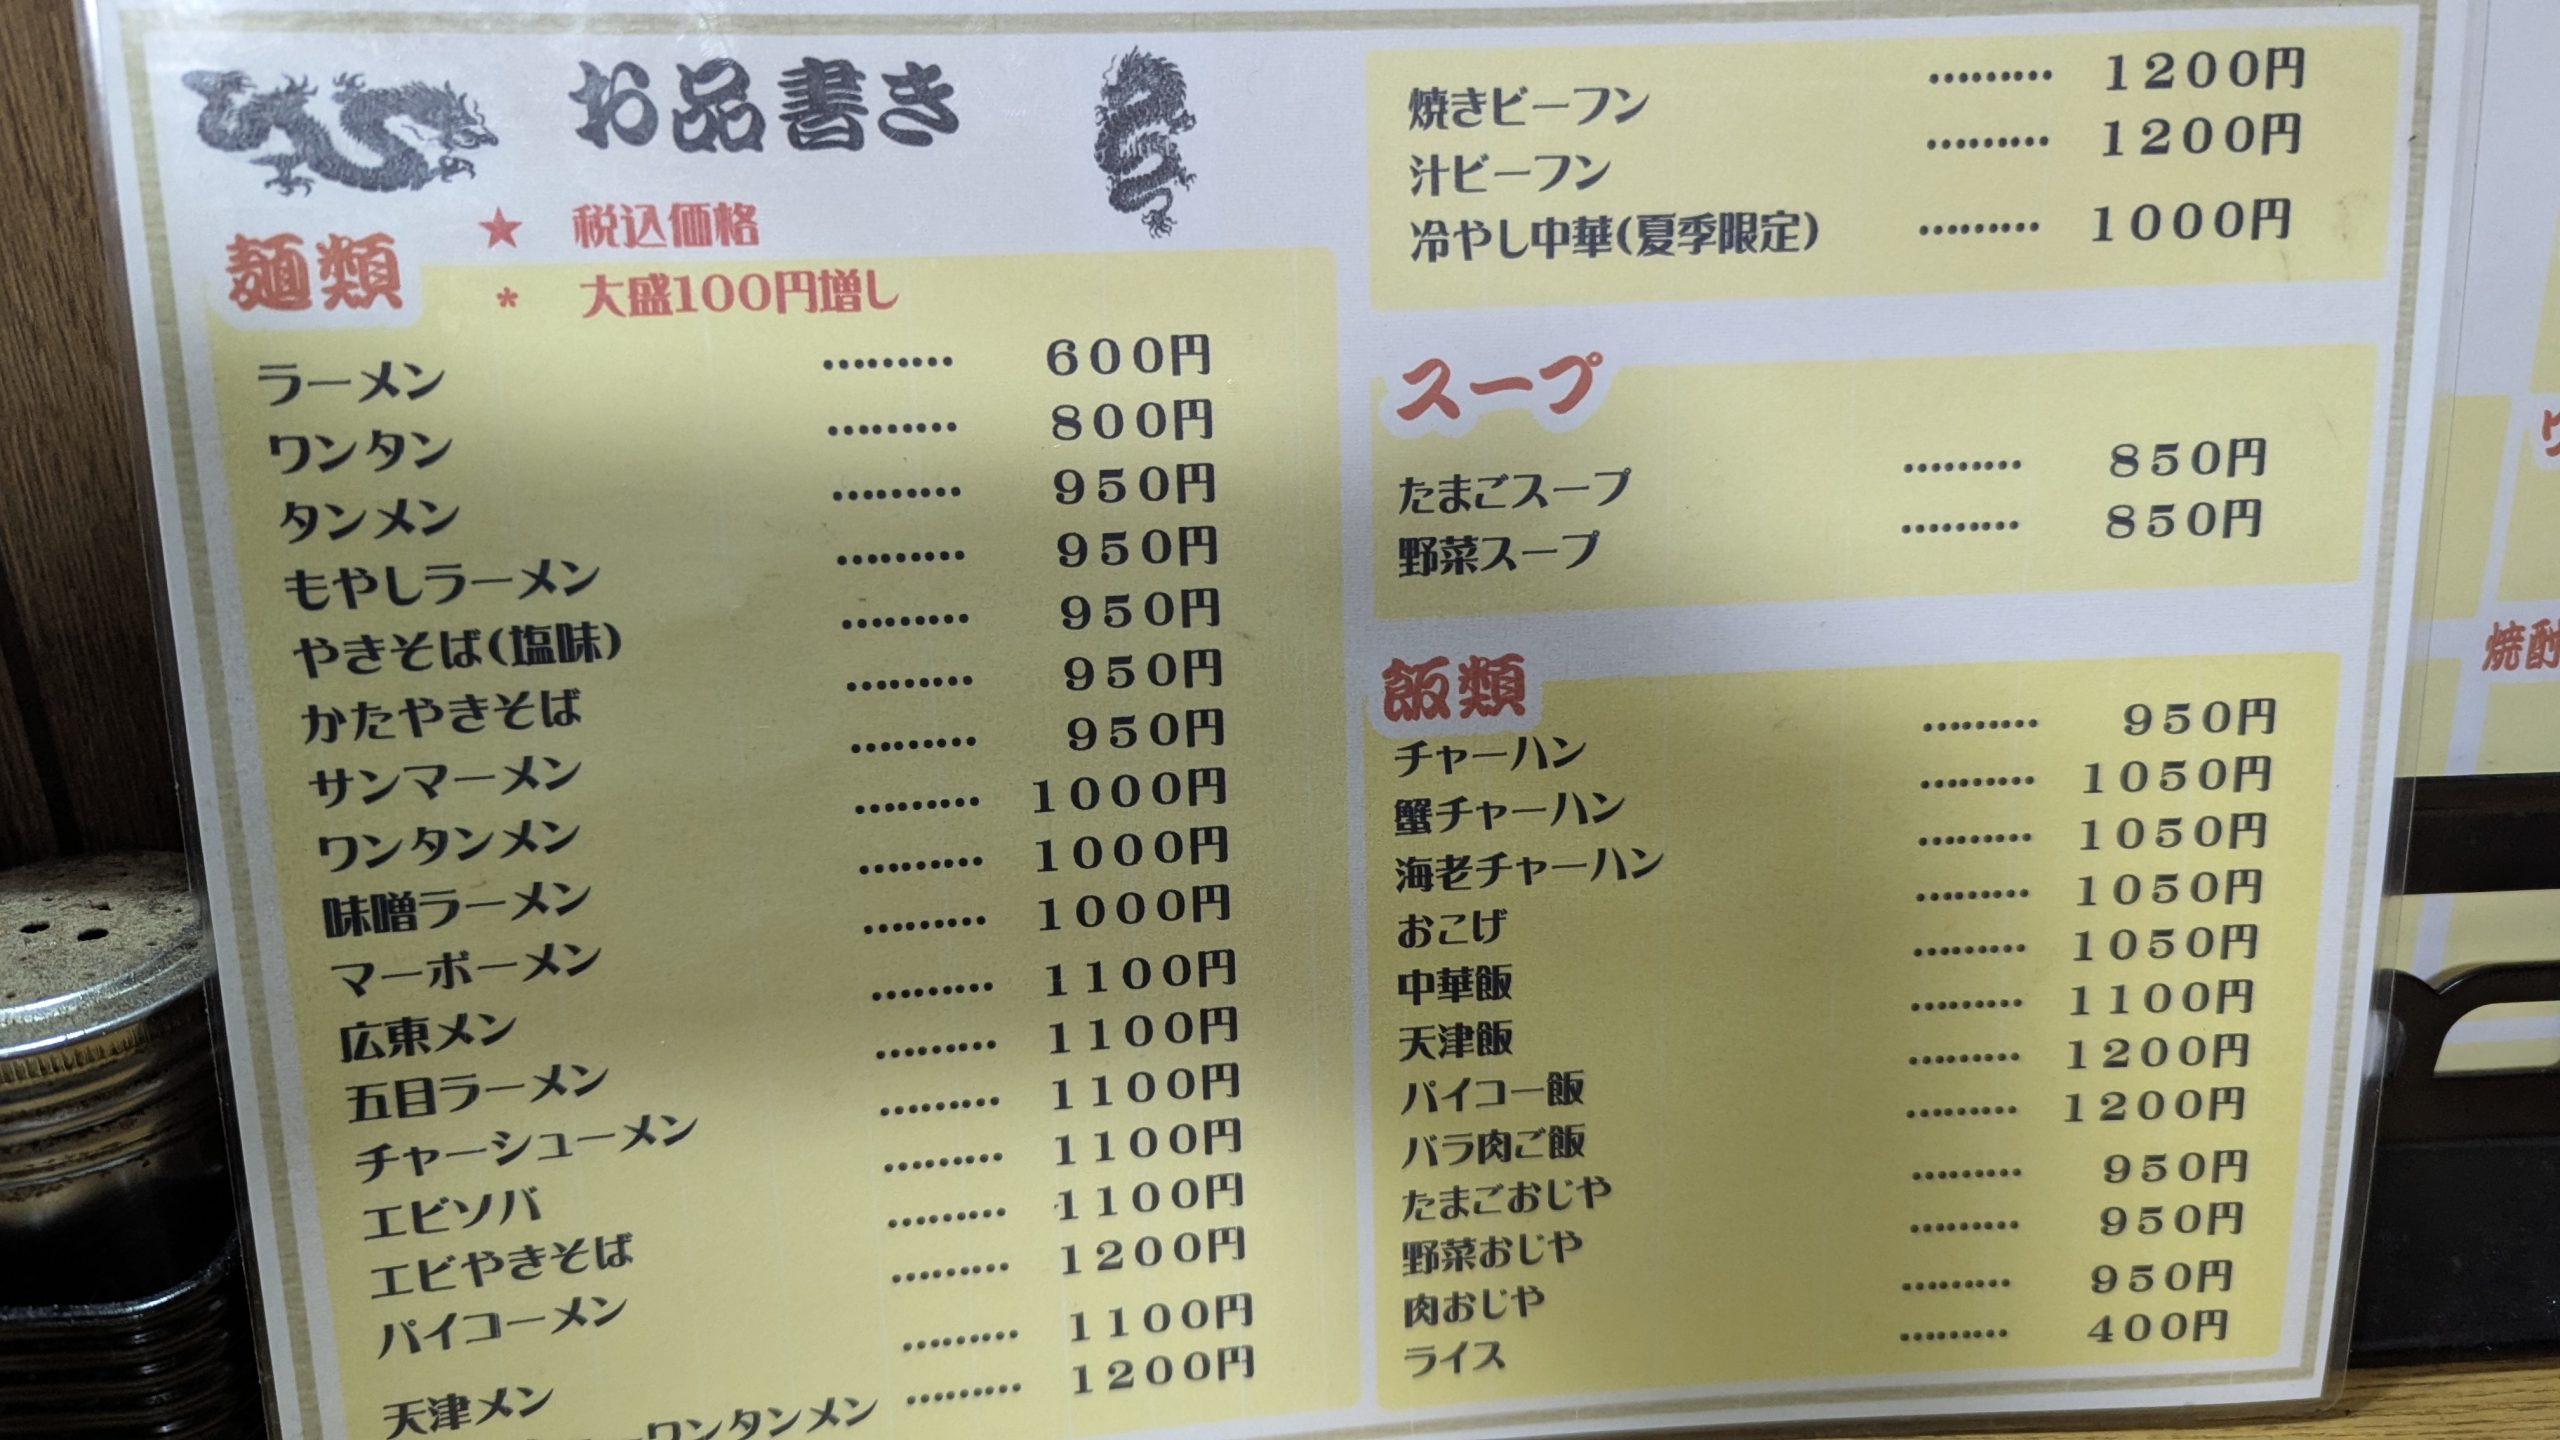 お品書き
★ 税込価格
麺類
* 大盛100円増し
ラーメン ……… 600円
ワンタン ……… 800円
タンメン ……… 950円
もやしラーメン ……… 950円
やきそば(塩味) ……… 950円
かたやきそば ……… 950円
サンマーメン ……… 950円
ワンタンメン ……… 1000円
味噌ラーメン ……… 1000円
マーボーメン ……… 1000円
広東メン ……… 1100円
五目ラーメン ……… 1100円
チャーシューメン ……… 1100円
エビソバ ……… 1100円
エビやきそば ……… 1100円
パイコーメン ……… 1200円
天津メン ……… 1100円
ーワンタンメン ……… 1200円
焼きビーフン ……… 1200円
汁ビーフン ……… 1200円
冷やし中華(夏季限定) ……… 1000円
スープ
たまごスープ ……… 850円
野菜スープ ……… 850円
飯類
チャーハン ……… 950円
蟹チャーハン ……… 1050円
海老チャーハン ……… 1050円
おこげ ……… 1050円
中華飯 ……… 1050円
天津飯 ……… 1100円
パイコー飯 ……… 1200円
バラ肉ご飯 ……… 1200円
たまごおじや ……… 950円
野菜おじや ……… 950円
肉おじや ……… 950円
ライス ……… 400円
焼酎